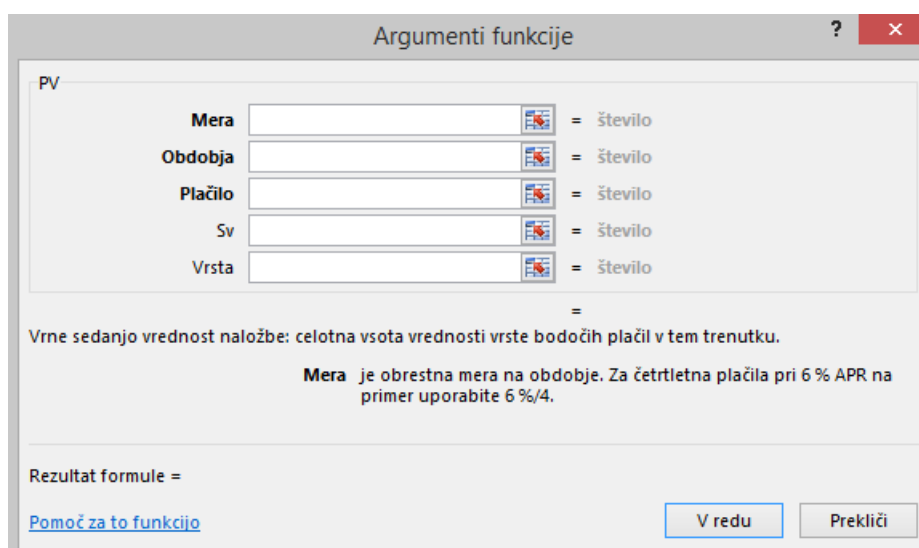 Argumenti funkcije
?
PV
Mera = število
Obdobja = število
Plačilo = število
Sv = število
Vrsta = število
=
Vrne sedanjo vrednost naložbe: celotna vsota vrednosti vrste bodočih plačil v tem trenutku.
Mera je obrestna mera na obdobje. Za četrtletna plačila pri 6 % APR na
primer uporabite 6 %/4.
Rezultat formule =
Pomoč za to funkcijo
V redu
Prekliči